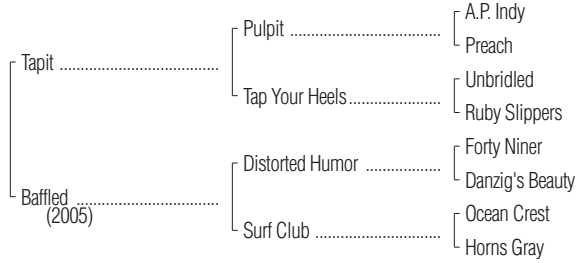 A.P. Indy
Pulpit
Preach
Tapit
Unbridled
Tap Your Heels
Ruby Slippers
Forty Niner
Distorted Humor
Danzig's Beauty
Baffled
(2005)
Ocean Crest
Surf Club
Horns Gray